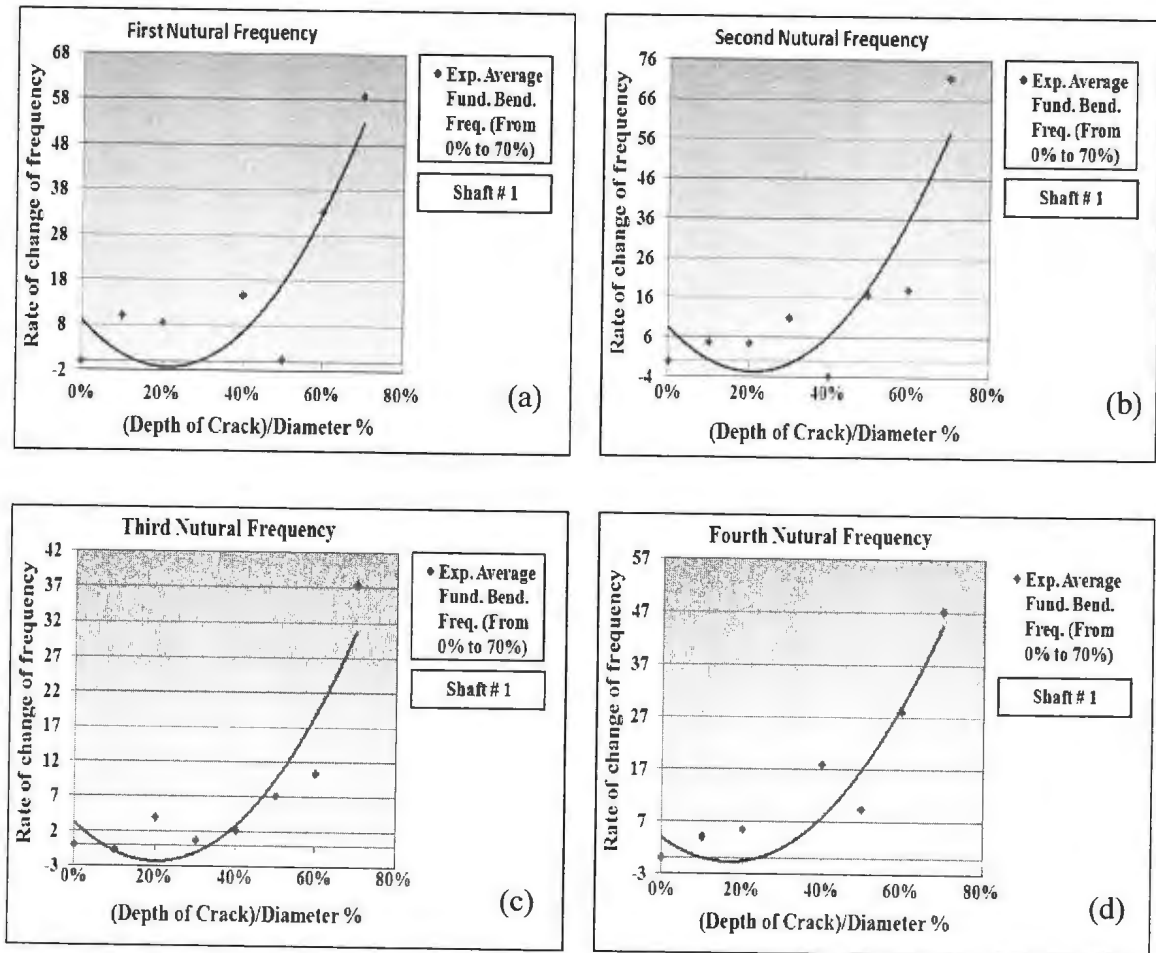 First Nutural Frequency
68
58
48
38
28
18
8
-2
0%
20%
40%
60%
80%
Rate of change of frequency
(Depth of Crack)/Diameter %
Exp. Average
Fund. Bend.
Freq. (From
0% to 70%)
Shaft # 1
(a)
Second Nutural Frequency
76
66
56
46
36
26
16
6
-4
0%
20%
40%
60%
80%
Rate of change of frequency
(Depth of Crack)/Diameter %
Exp. Average
Fund. Bend.
Freq. (From
0% to 70%)
Shaft # 1
(b)
Third Nutural Frequency
42
37
32
27
22
17
12
7
2
-3
0%
20%
40%
60%
80%
Rate of change of frequency
(Depth of Crack)/Diameter %
Exp. Average
Fund. Bend.
Freq. (From
0% to 70%)
Shaft # 1
(c)
Fourth Nutural Frequency
57
47
37
27
17
7
-3
0%
20%
40%
60%
80%
Rate of change of frequency
(Depth of Crack)/Diameter %
Exp. Average
Fund. Bend.
Freq. (From
0% to 70%)
Shaft # 1
(d)